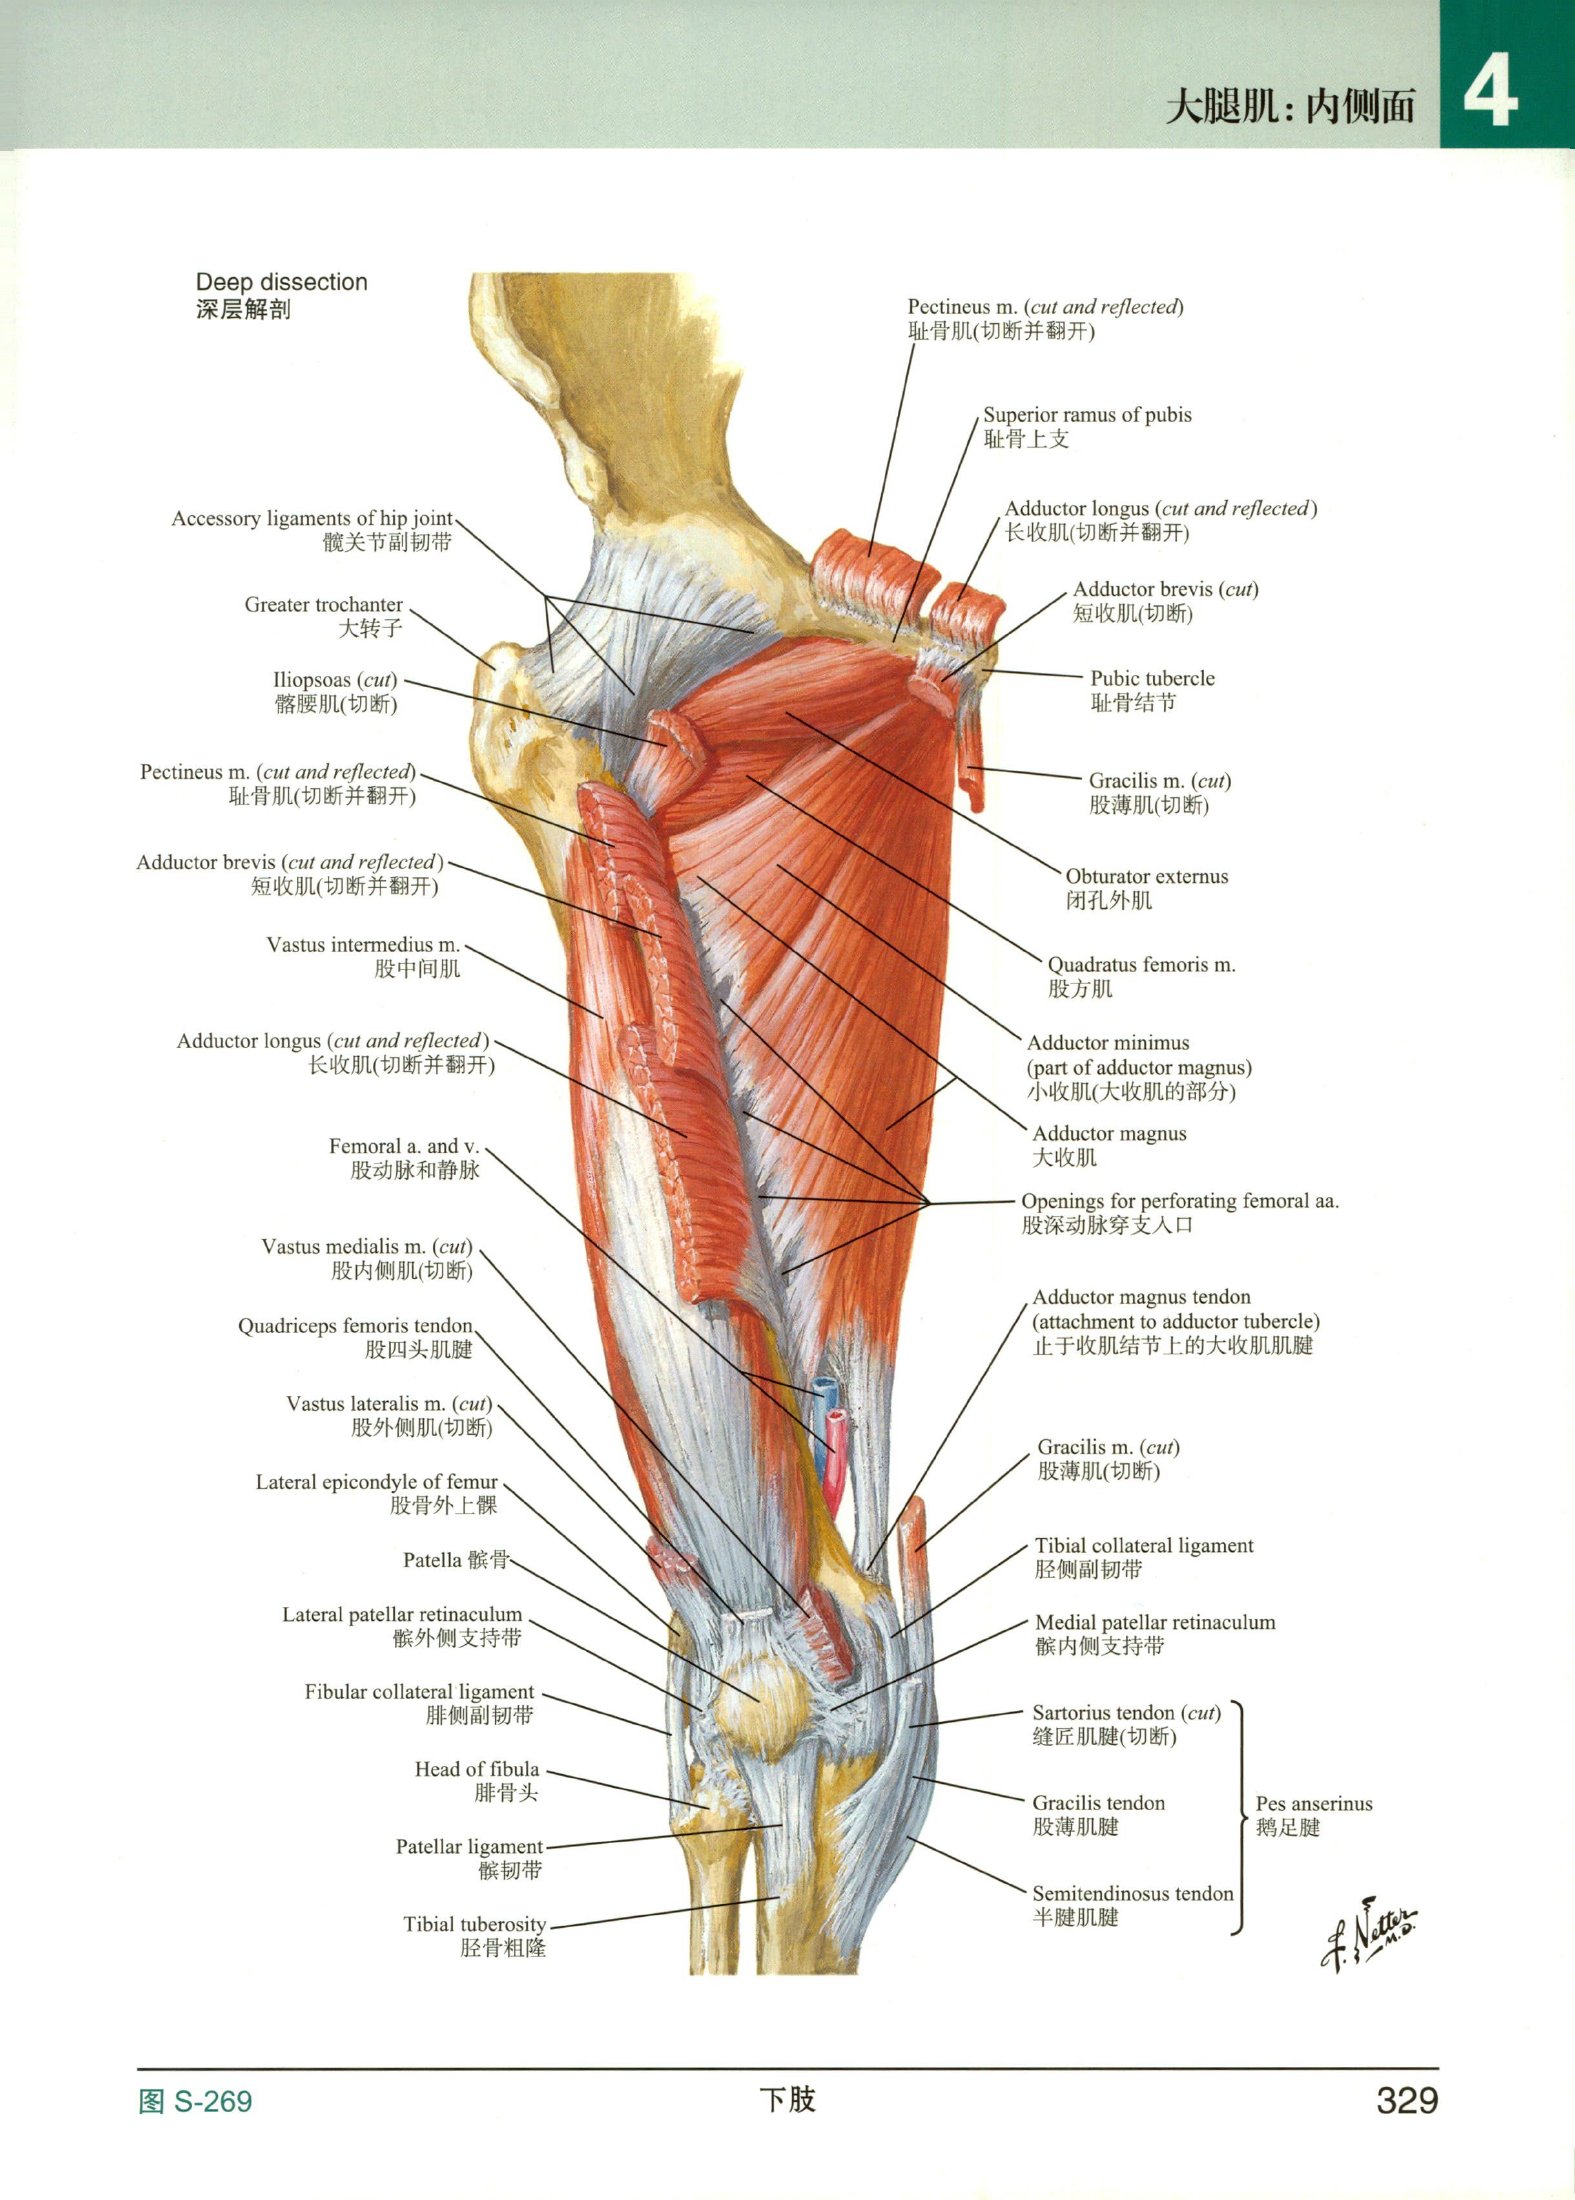 大腿肌：内侧面
4
Deep dissection
深层解剖
Pectineus m. (cut and reflected)
耻骨肌(切断并翻开)
Superior ramus of pubis
耻骨上支
Adductor longus (cut and reflected)
长收肌(切断并翻开)
Adductor brevis (cut)
短收肌(切断)
Pubic tubercle
耻骨结节
Gracilis m. (cut)
股薄肌(切断)
Obturator externus
闭孔外肌
Quadratus femoris m.
股方肌
Adductor minimus
(part of adductor magnus)
小收肌(大收肌的部分)
Adductor magnus
大收肌
Openings for perforating femoral aa.
股深动脉穿支入口
Adductor magnus tendon
(attachment to adductor tubercle)
止于收肌结节上的大收肌肌腱
Gracilis m. (cut)
股薄肌(切断)
Tibial collateral ligament
胫侧副韧带
Medial patellar retinaculum
髌内侧支持带
Sartorius tendon (cut)
缝匠肌腱(切断)
Gracilis tendon
股薄肌腱
Semitendinosus tendon
半腱肌腱
Pes anserinus
鹅足腱
Accessory ligaments of hip joint
髋关节副韧带
Greater trochanter
大转子
Iliopsoas (cut)
髂腰肌(切断)
Pectineus m. (cut and reflected)
耻骨肌(切断并翻开)
Adductor brevis (cut and reflected)
短收肌(切断并翻开)
Vastus intermedius m.
股中间肌
Adductor longus (cut and reflected)
长收肌(切断并翻开)
Femoral a. and v.
股动脉和静脉
Vastus medialis m. (cut)
股内侧肌(切断)
Quadriceps femoris tendon
股四头肌腱
Vastus lateralis m. (cut)
股外侧肌(切断)
Lateral epicondyle of femur
股骨外上髁
Patella 髌骨
Lateral patellar retinaculum
髌外侧支持带
Fibular collateral ligament
腓侧副韧带
Head of fibula
腓骨头
Patellar ligament
髌韧带
Tibial tuberosity
胫骨粗隆
F. Netter
M.D.
图 S-269
下肢
329